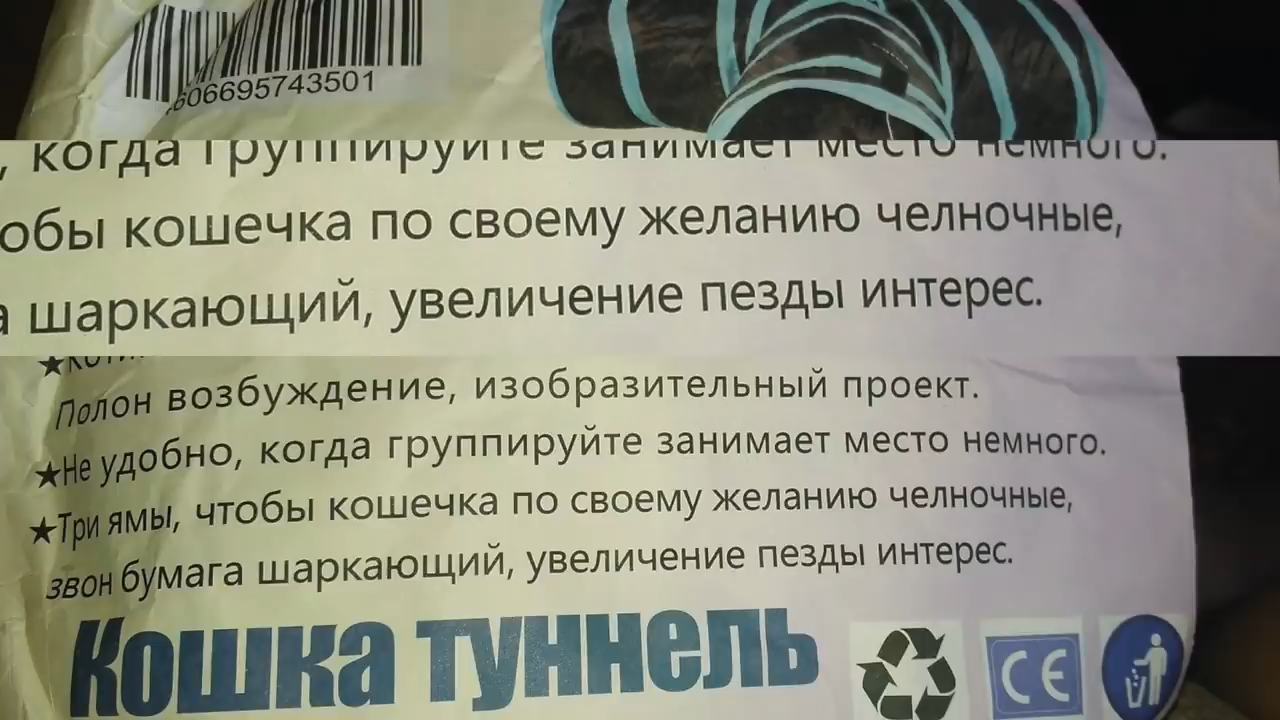 606695743501
, когда группируйте занимает место немного.
обы кошечка по своему желанию челночные,
а шаркающий, увеличение пезды интерес.
Полон возбуждение, изобразительный проект.
★Не удобно, когда группируйте занимает место немного.
★Три ямы, чтобы кошечка по своему желанию челночные,
звон бумага шаркающий, увеличение пезды интерес.
Кошка туннель
CE